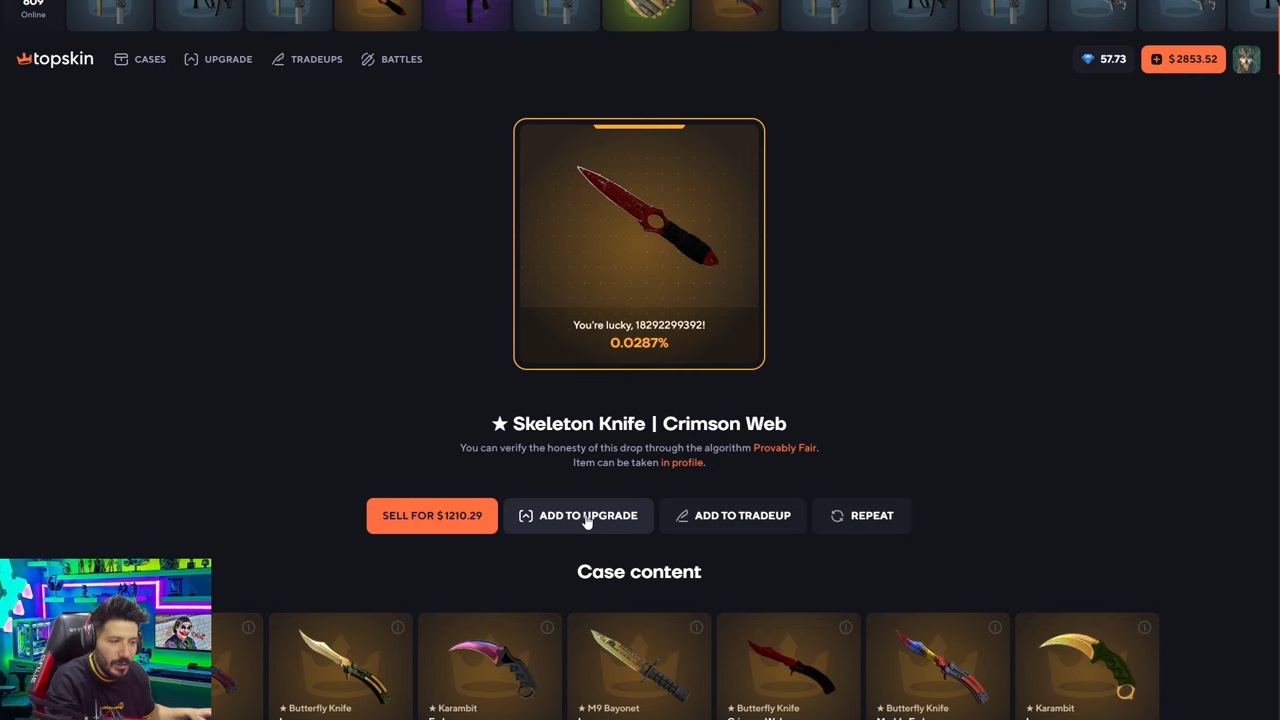 609
Online
topskin
CASES
UPGRADE
TRADEUPS
BATTLES
57.73
$2853.52
You're lucky, 18292299392!
0.0287%
★ Skeleton Knife | Crimson Web
You can verify the honesty of this drop through the algorithm Provably Fair.
Item can be taken in profile.
SELL FOR $1210.29
ADD TO UPGRADE
ADD TO TRADEUP
REPEAT
Case content
★ Butterfly Knife
★ Karambit
★ M9 Bayonet
★ Butterfly Knife
★ Butterfly Knife
★ Karambit